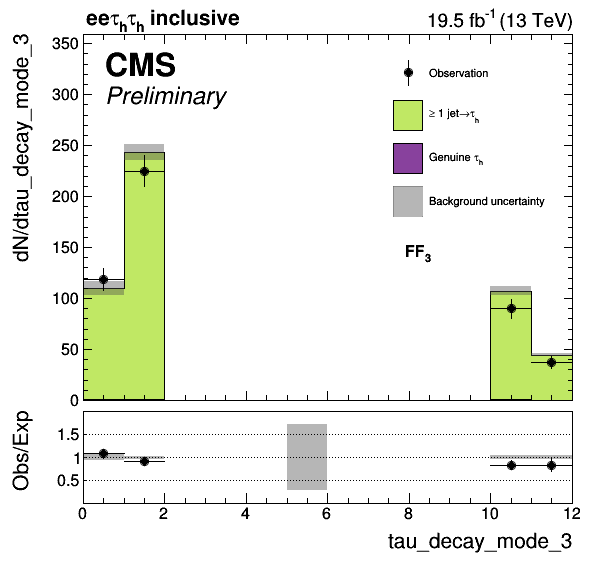 eeτhτh inclusive
19.5 fb-1 (13 TeV)
CMS
Preliminary
Observation
≥ 1 jet→τh
Genuine τh
Background uncertainty
FF3
dN/dtau_decay_mode_3
350
300
250
200
150
100
50
0
Obs/Exp
1.5
1
0.5
0 2 4 6 8 10 12
tau_decay_mode_3